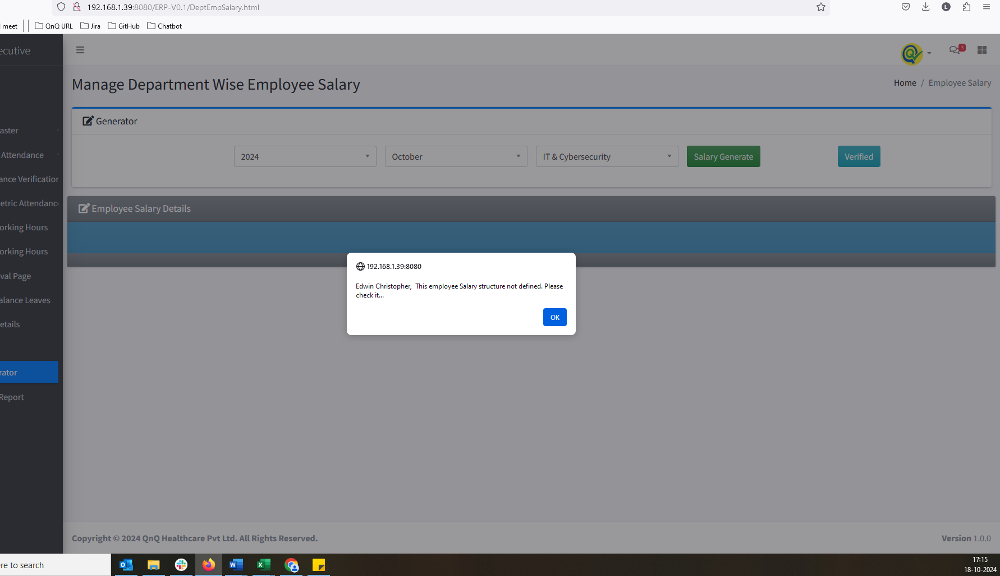 192.168.1.39:8080/ERP-V0.1/DeptEmpSalary.html
meet
QnQ URL
Jira
GitHub
Chatbot
ecutive
3
Manage Department Wise Employee Salary
Home / Employee Salary
Generator
aster
Attendance
2024
October
IT & Cybersecurity
Salary Generate
Verified
ance Verification
etric Attendance
Employee Salary Details
orking Hours
orking Hours
192.168.1.39:8080
val Page
Edwin Christopher,  This employee Salary structure not defined. Please
check it...
alance Leaves
OK
etails
rator
Report
Copyright © 2024 QnQ Healthcare Pvt Ltd. All Rights Reserved.
Version 1.0.0
re to search
17:15
18-10-2024